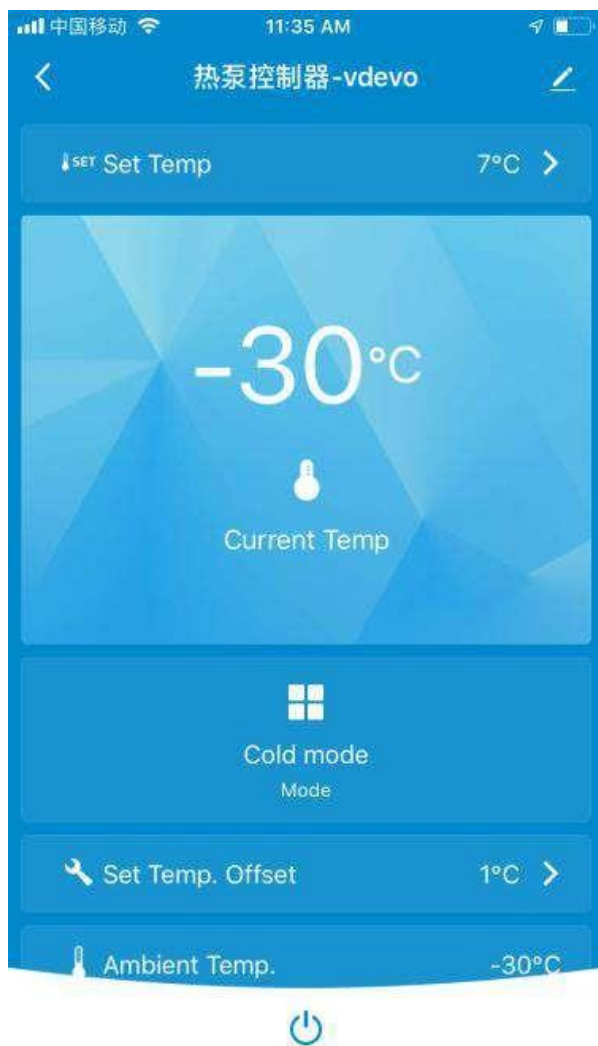 中国移动 11:35 AM
热泵控制器-vdevo
SET Set Temp 7°C
-30°C
Current Temp
Cold mode
Mode
Set Temp. Offset 1°C
Ambient Temp. -30°C